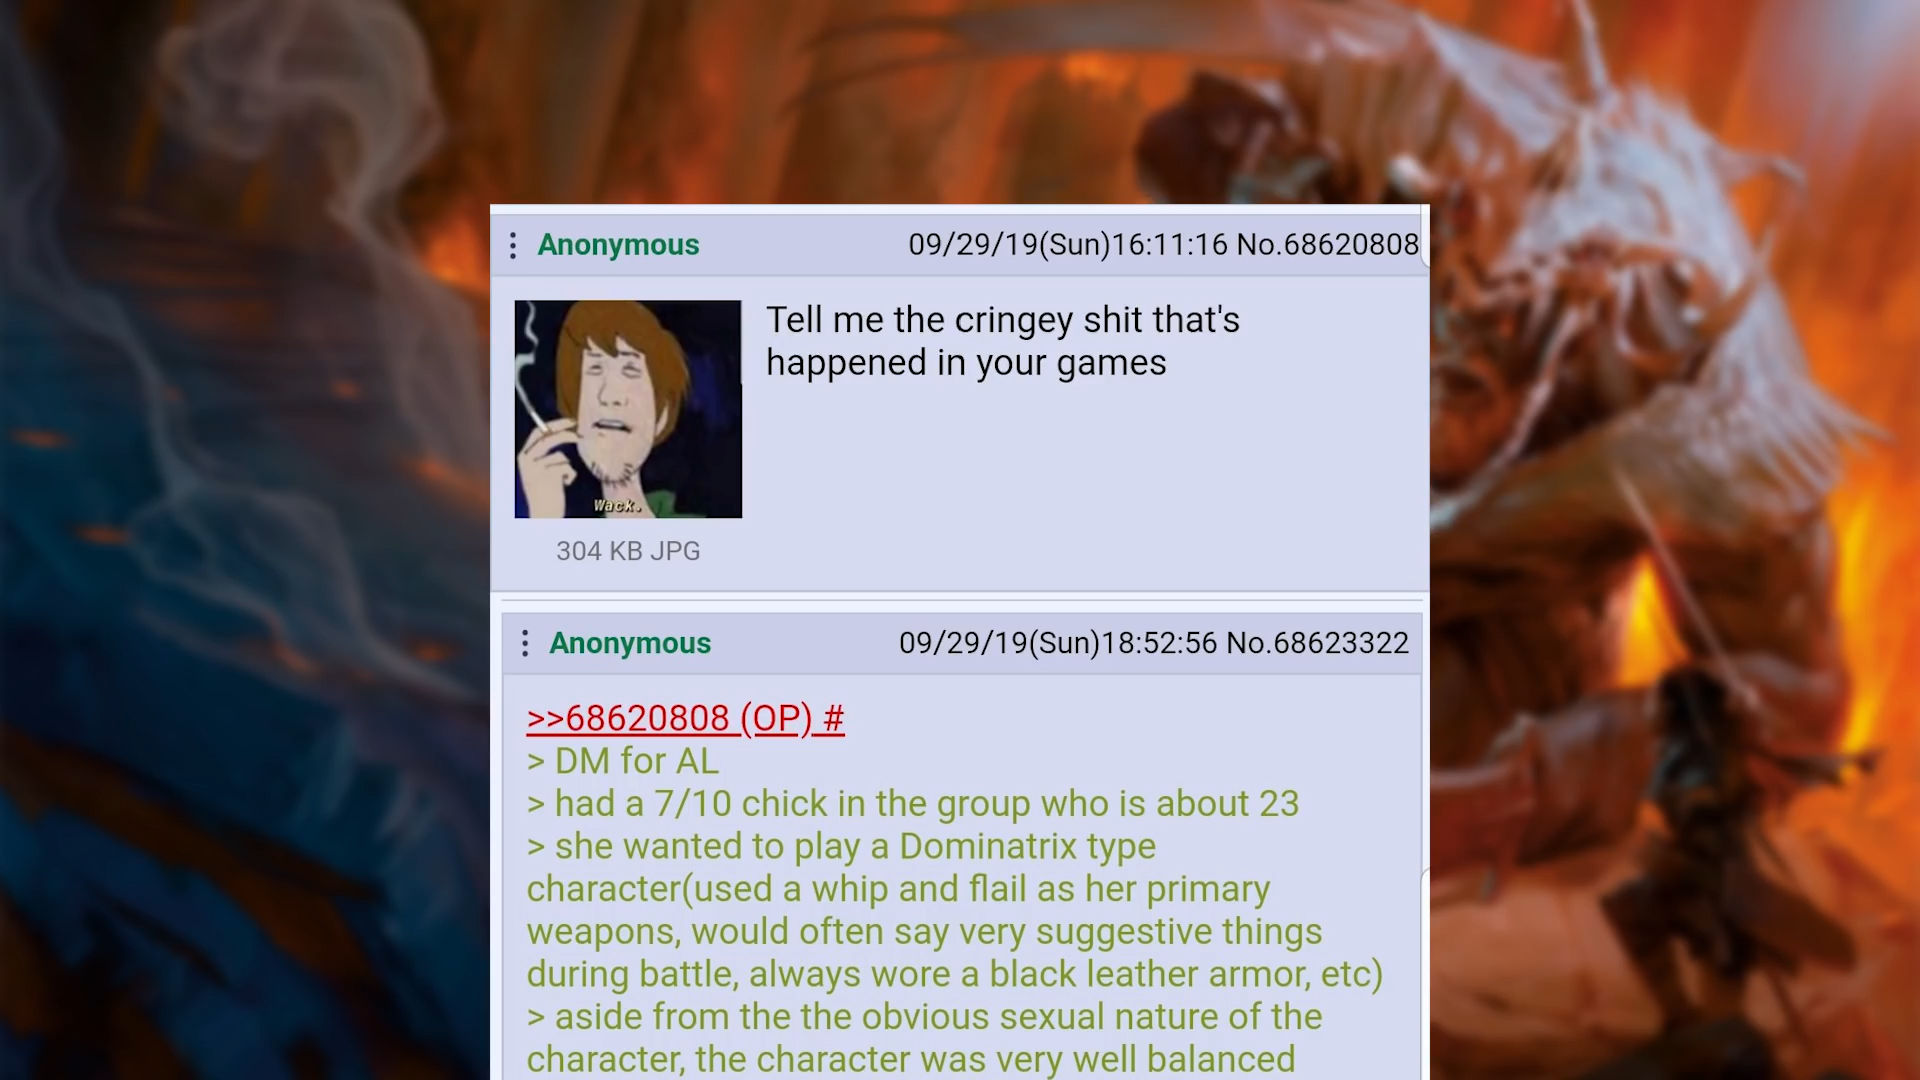 Anonymous 09/29/19(Sun)16:11:16 No.68620808
Tell me the cringey shit that's
happened in your games
Wack.
304 KB JPG
Anonymous 09/29/19(Sun)18:52:56 No.68623322
>>68620808 (OP) #
> DM for AL
> had a 7/10 chick in the group who is about 23
> she wanted to play a Dominatrix type
character(used a whip and flail as her primary
weapons, would often say very suggestive things
during battle, always wore a black leather armor, etc)
> aside from the the obvious sexual nature of the
character, the character was very well balanced